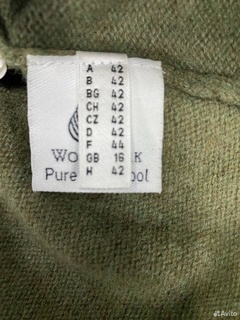 A 42
B 42
BG 42
CH 42
CZ 42
D 42
F 44
GB 16
H 42
Wo K
Pure ool
Avito